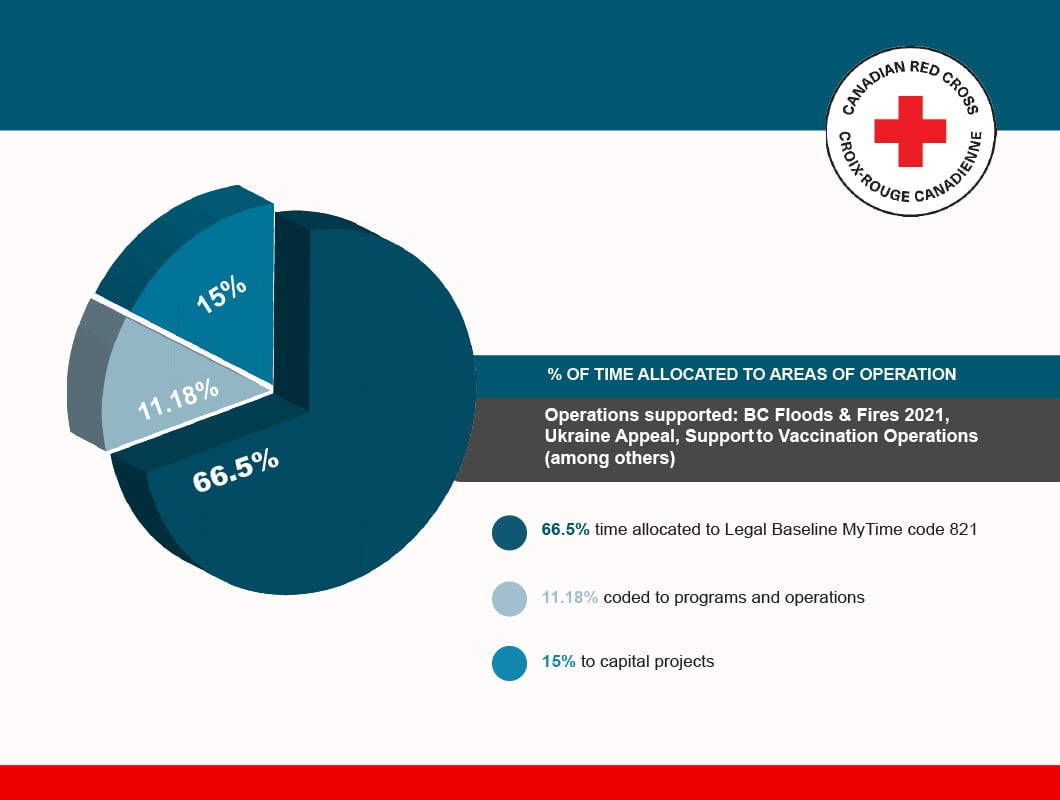 CANADIAN RED CROSS
CROIX-ROUGE CANADIENNE
15%
11.18%
66.5%
% OF TIME ALLOCATED TO AREAS OF OPERATION
Operations supported: BC Floods & Fires 2021,
Ukraine Appeal, Support to Vaccination Operations
(among others)
66.5% time allocated to Legal Baseline MyTime code 821
11.18% coded to programs and operations
15% to capital projects